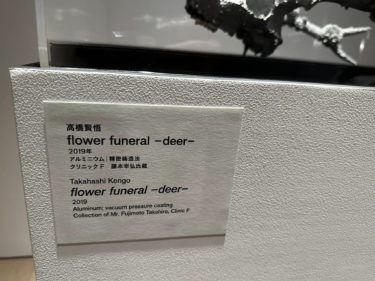 高橋賢悟
flower funeral –deer–
2019年
アルミニウム｜精密鋳造法
クリニックF 藤本幸弘氏蔵
Takahashi Kengo
flower funeral –deer–
2019
Aluminum; vacuum pressure casting
Collection of Mr. Fujimoto Takahiro, Clinic F